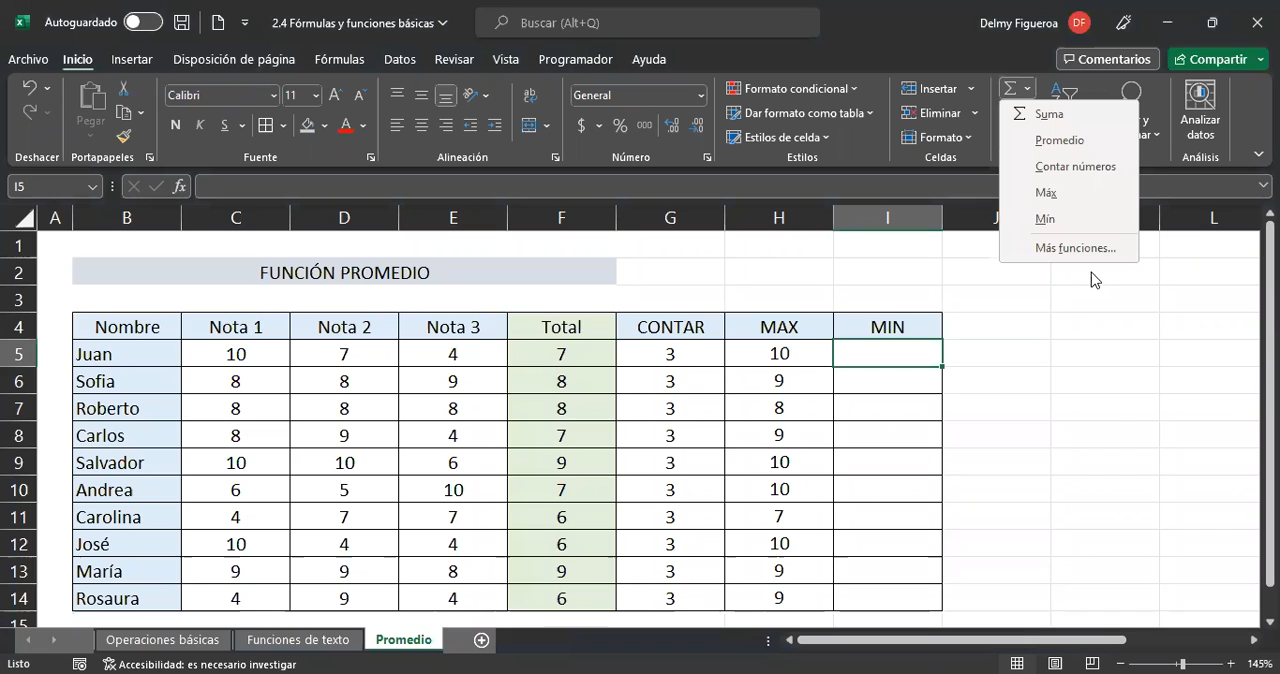 Autoguardado 2.4 Fórmulas y funciones básicas Buscar (Alt+Q) Delmy Figueroa DF
Archivo Inicio Insertar Disposición de página Fórmulas Datos Revisar Vista Programador Ayuda Comentarios Compartir
Calibri 11 General Formato condicional Insertar
Pegar N K S $ % 000 Dar formato como tabla Eliminar Analizar datos
Estilos de celda Formato
Deshacer Portapapeles Fuente Alineación Número Estilos Celdas Análisis
Suma
Promedio
Contar números
Máx
Mín
Más funciones...
I5 fx
A B C D E F G H I L
1
2 FUNCIÓN PROMEDIO
3
4 Nombre Nota 1 Nota 2 Nota 3 Total CONTAR MAX MIN
5 Juan 10 7 4 7 3 10
6 Sofia 8 8 9 8 3 9
7 Roberto 8 8 8 8 3 8
8 Carlos 8 9 4 7 3 9
9 Salvador 10 10 6 9 3 10
10 Andrea 6 5 10 7 3 10
11 Carolina 4 7 7 6 3 7
12 José 10 4 4 6 3 10
13 María 9 9 8 9 3 9
14 Rosaura 4 9 4 6 3 9
15
Operaciones básicas Funciones de texto Promedio
Listo Accesibilidad: es necesario investigar 145%